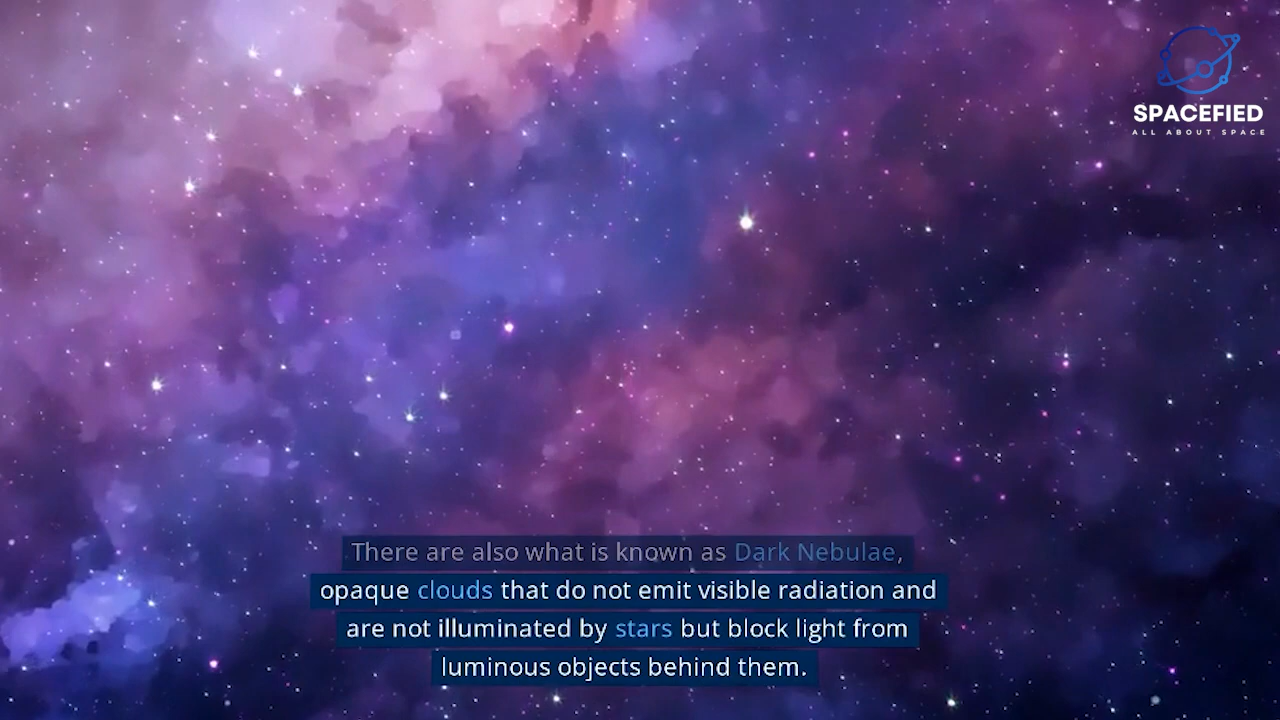 SPACEFIED
ALL ABOUT SPACE
There are also what is known as Dark Nebulae,
opaque clouds that do not emit visible radiation and
are not illuminated by stars but block light from
luminous objects behind them.